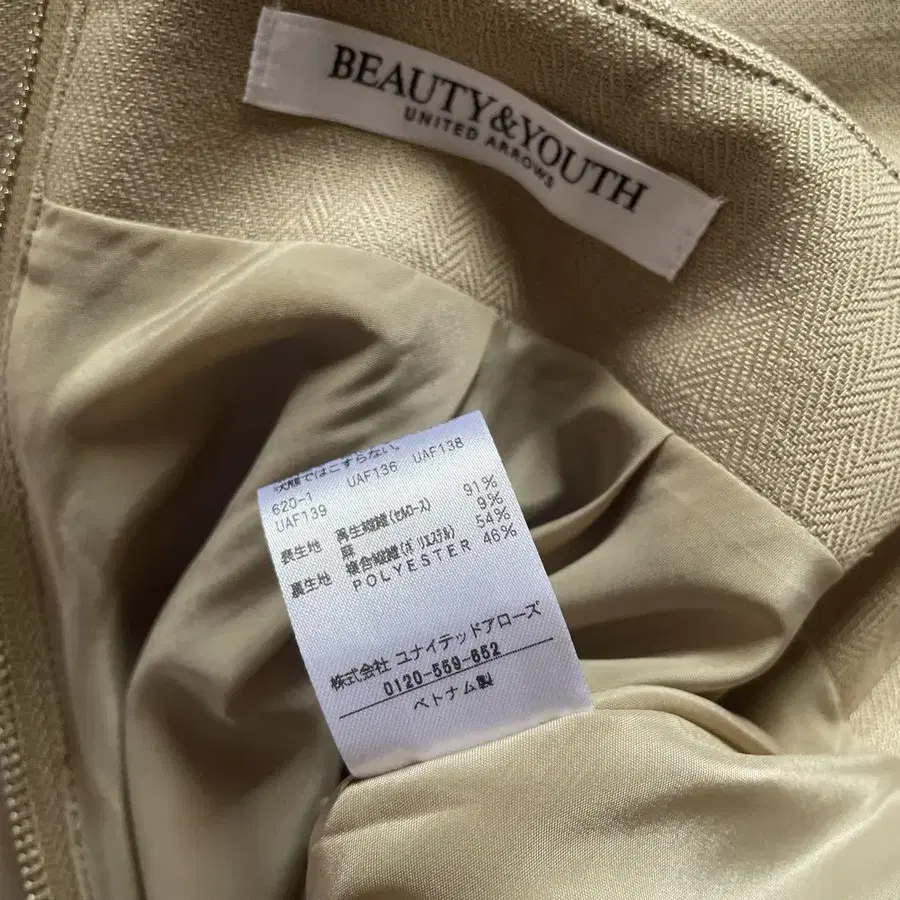 BEAUTY&YOUTH
UNITED ARROWS
状態ではこすらない。
620-1 UAF136 UAF138
UAF139
表生地 再生繊維(セルロース) 91%
麻 9%
裏生地 複合繊維(ポリエステル) 54%
POLYESTER 46%
株式会社 ユナイテッドアローズ
0120-559-652
ベトナム製